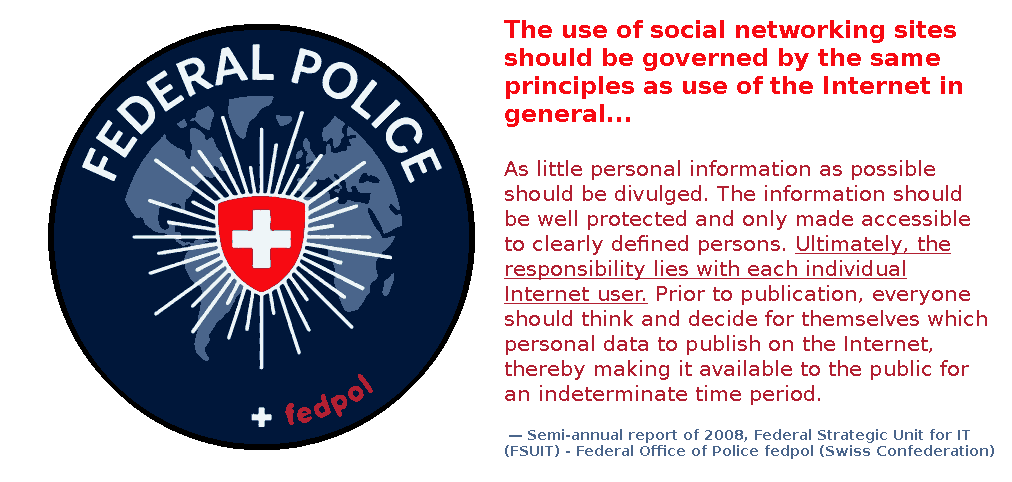 FEDERAL POLICE
fedpol
The use of social networking sites
should be governed by the same
principles as use of the Internet in
general...
As little personal information as possible
should be divulged. The information should
be well protected and only made accessible
to clearly defined persons. Ultimately, the
responsibility lies with each individual
Internet user. Prior to publication, everyone
should think and decide for themselves which
personal data to publish on the Internet,
thereby making it available to the public for
an indeterminate time period.
— Semi-annual report of 2008, Federal Strategic Unit for IT
(FSUIT) - Federal Office of Police fedpol (Swiss Confederation)